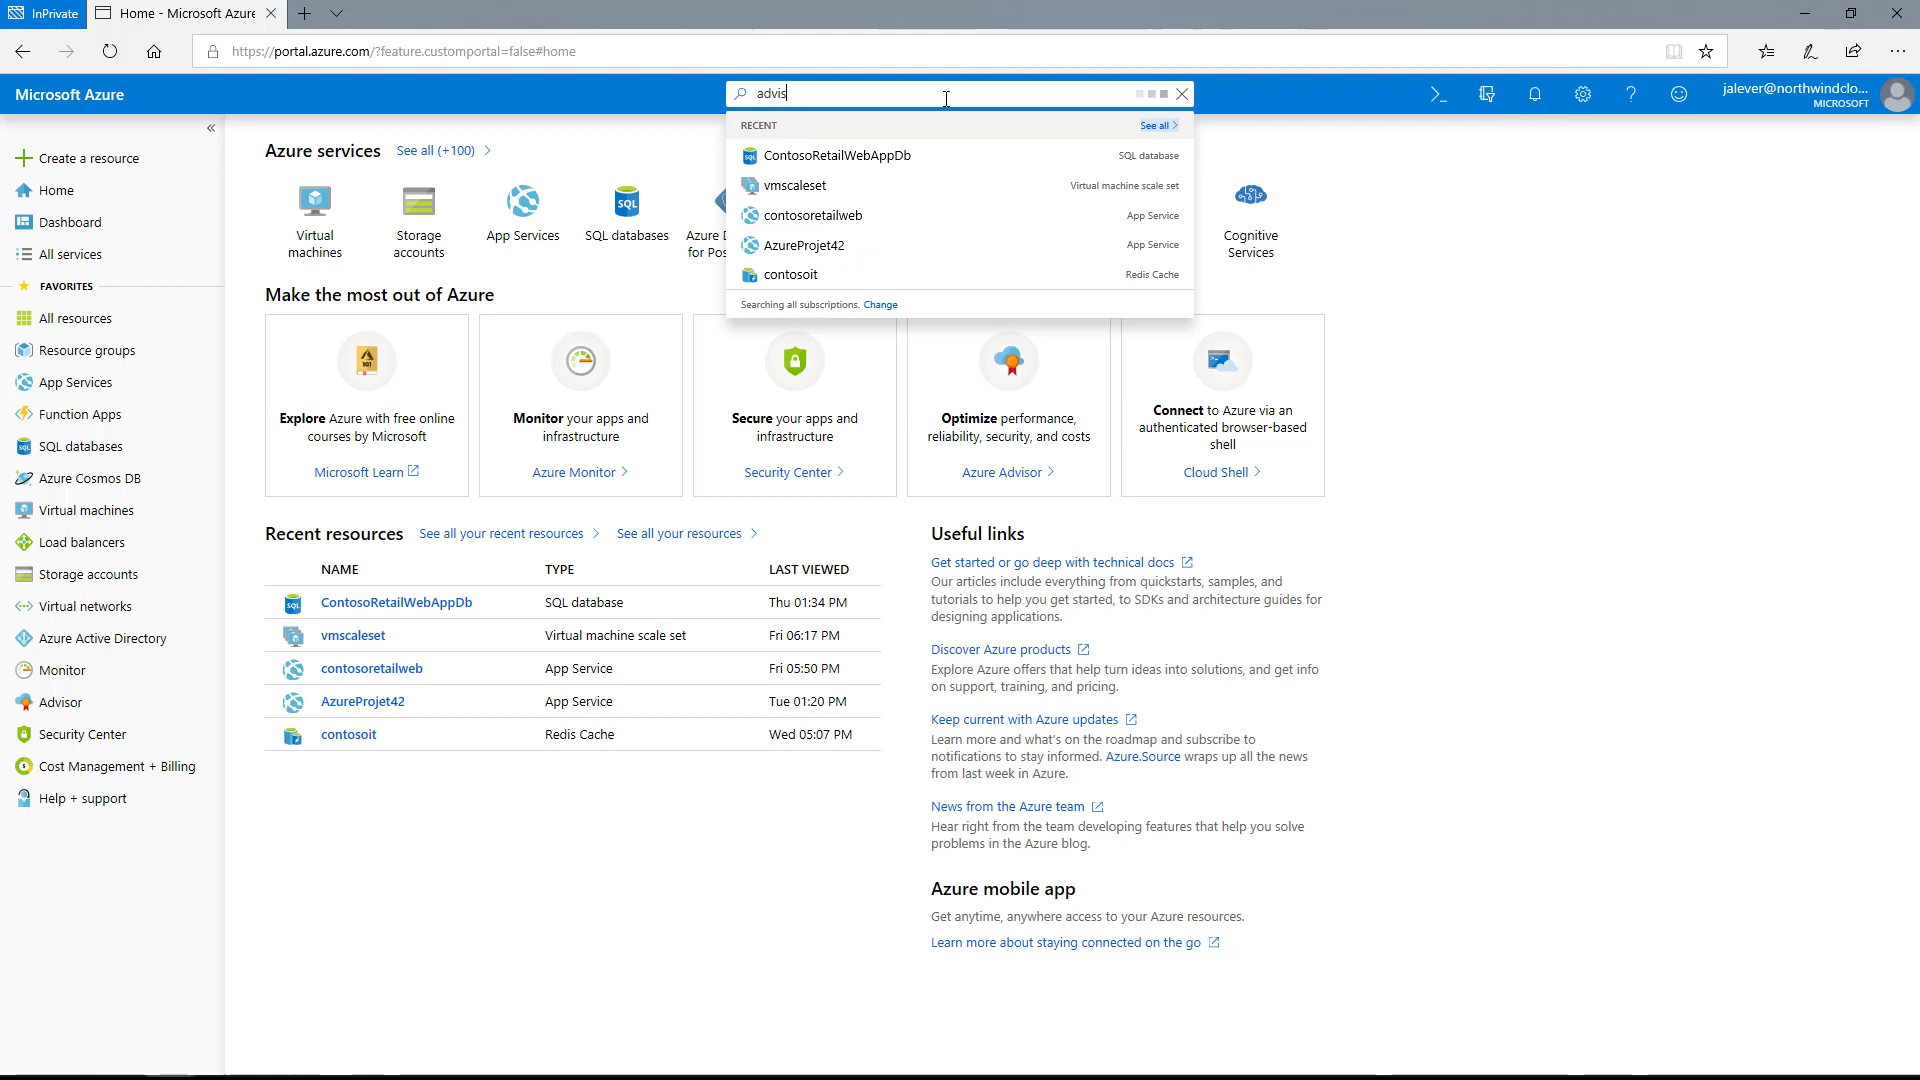 InPrivate
Home - Microsoft Azure
https://portal.azure.com/?feature.customportal=false#home
Microsoft Azure
advis
jalever@northwindclo...
MICROSOFT
RECENT
See all
ContosoRetailWebAppDb
SQL database
vmscaleset
Virtual machine scale set
contosoretailweb
App Service
AzureProjet42
App Service
contosoit
Redis Cache
Searching all subscriptions. Change
Create a resource
Home
Dashboard
All services
FAVORITES
All resources
Resource groups
App Services
Function Apps
SQL databases
Azure Cosmos DB
Virtual machines
Load balancers
Storage accounts
Virtual networks
Azure Active Directory
Monitor
Advisor
Security Center
Cost Management + Billing
Help + support
Azure services
See all (+100)
Virtual
machines
Storage
accounts
App Services
SQL databases
Azure D
for Pos
Cognitive
Services
Make the most out of Azure
Explore Azure with free online
courses by Microsoft
Microsoft Learn
Monitor your apps and
infrastructure
Azure Monitor
Secure your apps and
infrastructure
Security Center
Optimize performance,
reliability, security, and costs
Azure Advisor
Connect to Azure via an
authenticated browser-based
shell
Cloud Shell
Recent resources
See all your recent resources
See all your resources
NAME TYPE LAST VIEWED
ContosoRetailWebAppDb SQL database Thu 01:34 PM
vmscaleset Virtual machine scale set Fri 06:17 PM
contosoretailweb App Service Fri 05:50 PM
AzureProjet42 App Service Tue 01:20 PM
contosoit Redis Cache Wed 05:07 PM
Useful links
Get started or go deep with technical docs
Our articles include everything from quickstarts, samples, and
tutorials to help you get started, to SDKs and architecture guides for
designing applications.
Discover Azure products
Explore Azure offers that help turn ideas into solutions, and get info
on support, training, and pricing.
Keep current with Azure updates
Learn more and what's on the roadmap and subscribe to
notifications to stay informed. Azure.Source wraps up all the news
from last week in Azure.
News from the Azure team
Hear right from the team developing features that help you solve
problems in the Azure blog.
Azure mobile app
Get anytime, anywhere access to your Azure resources.
Learn more about staying connected on the go